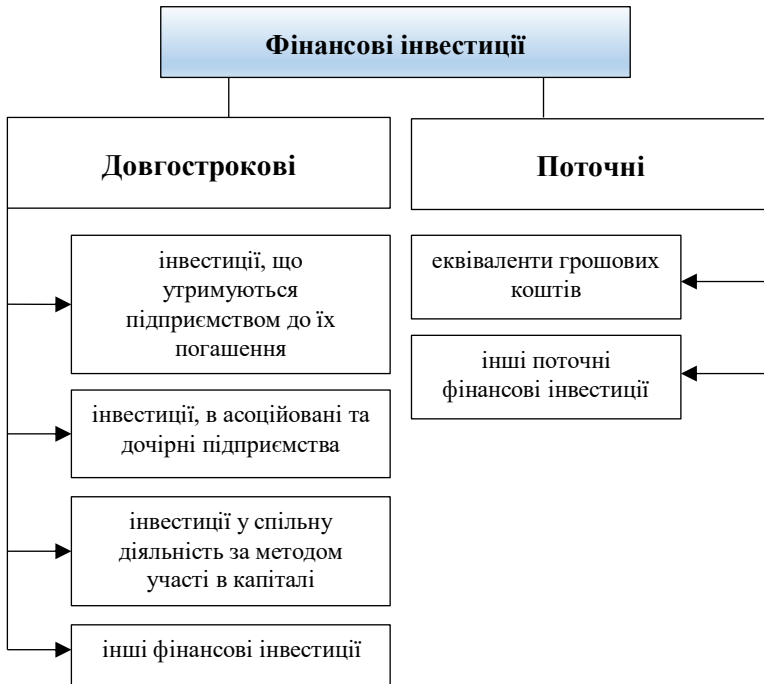 Фінансові інвестиції
Довгострокові
інвестиції, що
утримуються
підприємством до їх
погашення
інвестиції, в асоційовані та
дочірні підприємства
інвестиції у спільну
діяльність за методом
участі в капіталі
інші фінансові інвестиції
Поточні
еквіваленти грошових
коштів
інші поточні
фінансові інвестиції